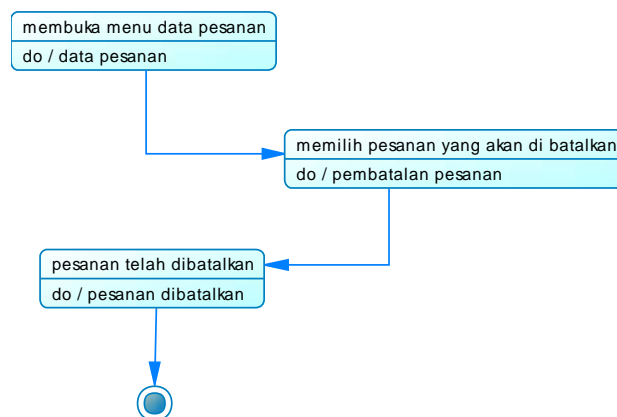 membuka menu data pesanan
do / data pesanan
memilih pesanan yang akan di batalkan
do / pembatalan pesanan
pesanan telah dibatalkan
do / pesanan dibatalkan